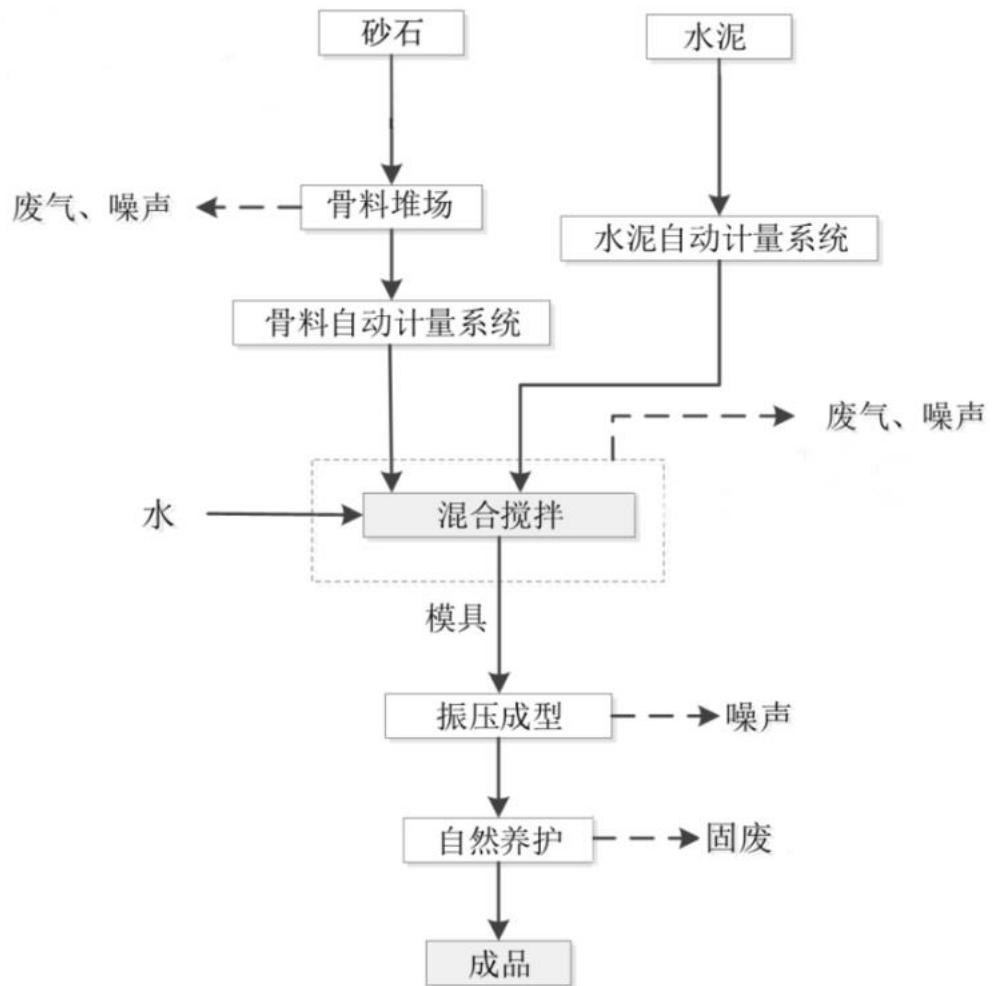 砂石
水泥
废气、噪声
骨料堆场
水泥自动计量系统
骨料自动计量系统
废气、噪声
水
混合搅拌
模具
振压成型
噪声
自然养护
固废
成品